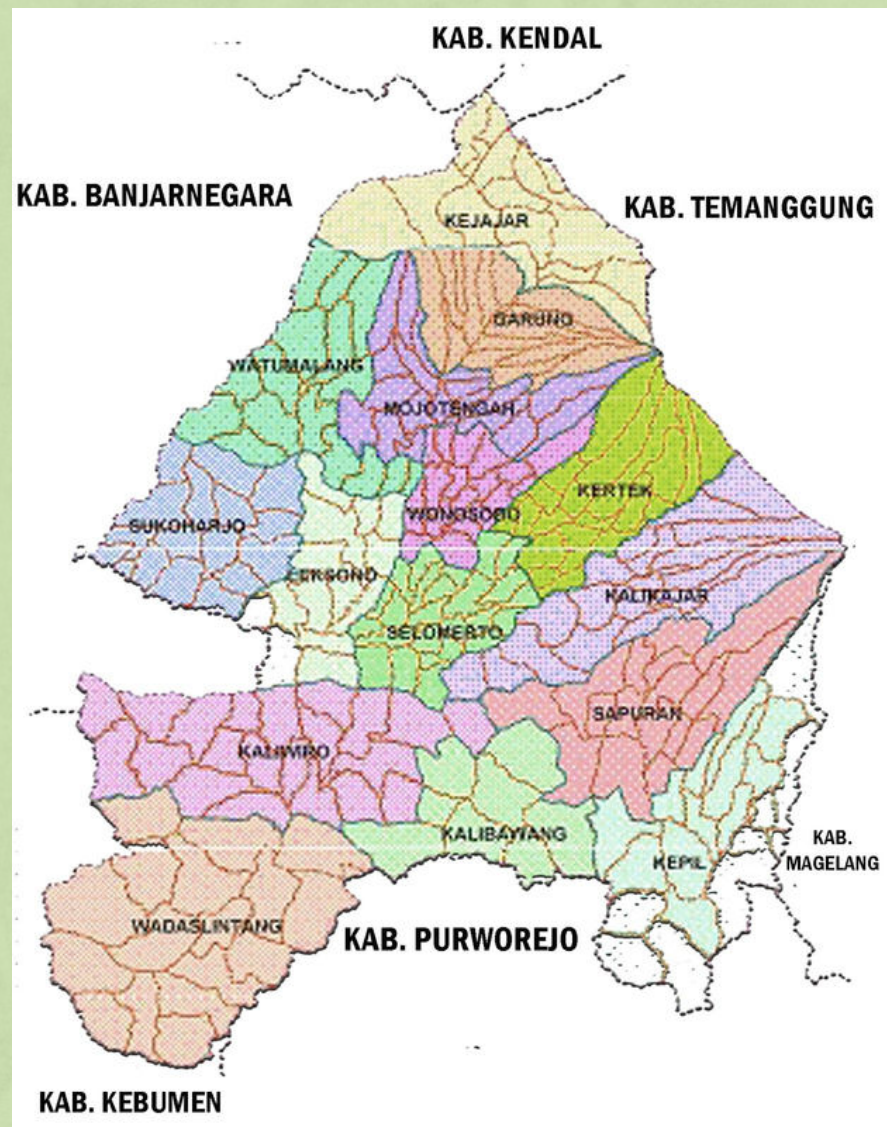 KAB. KENDAL
KAB. BANJARNEGARA
KAB. TEMANGGUNG
KEJAJAR
GARUNG
WATUMALANG
MOJOTENGAH
KERTEK
WONOSOBO
SUKOHARJO
LEKSONO
KALIKAJAR
SELOMERTO
SAPURAN
KALIWIRO
KALIBAWANG
KAB.
MAGELANG
KEPIL
WADASLINTANG
KAB. PURWOREJO
KAB. KEBUMEN